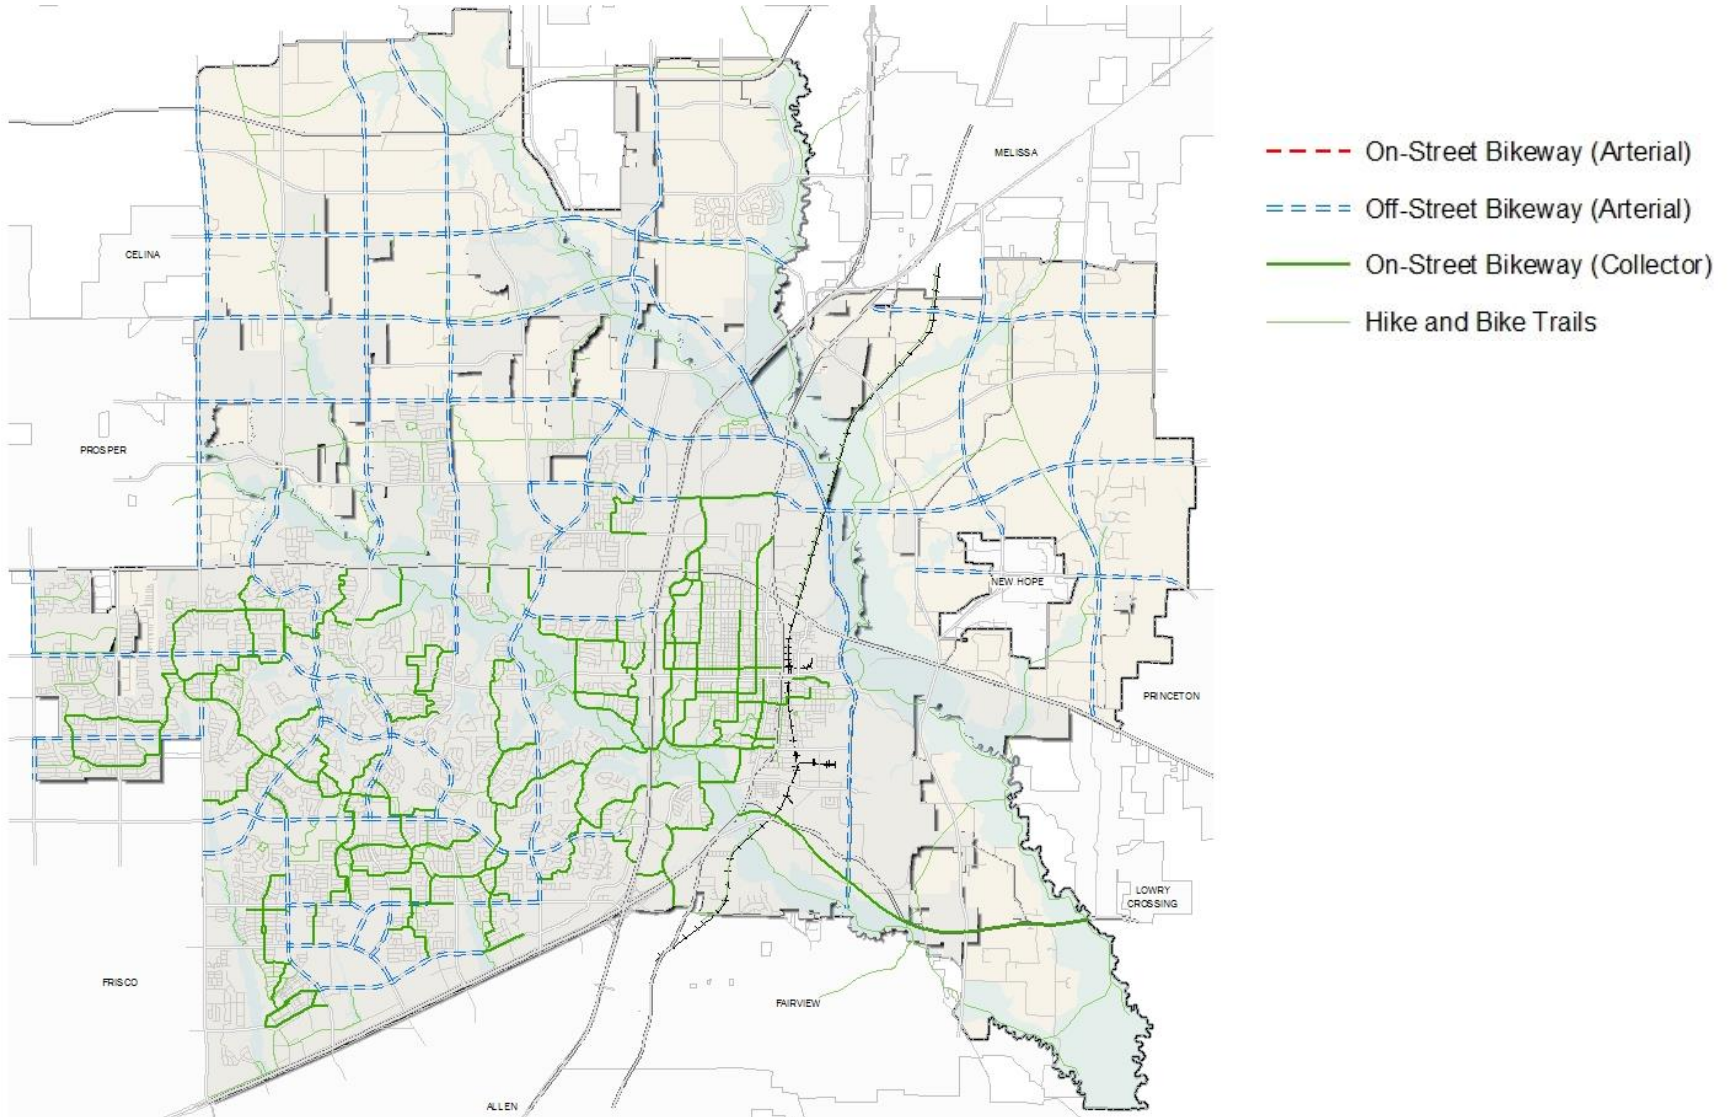 MELISSA
CELINA
PROSPER
NEW HOPE
PRINCETON
LOWRY
CROSSING
FRISCO
FAIRVIEW
ALLEN
On-Street Bikeway (Arterial)
Off-Street Bikeway (Arterial)
On-Street Bikeway (Collector)
Hike and Bike Trails